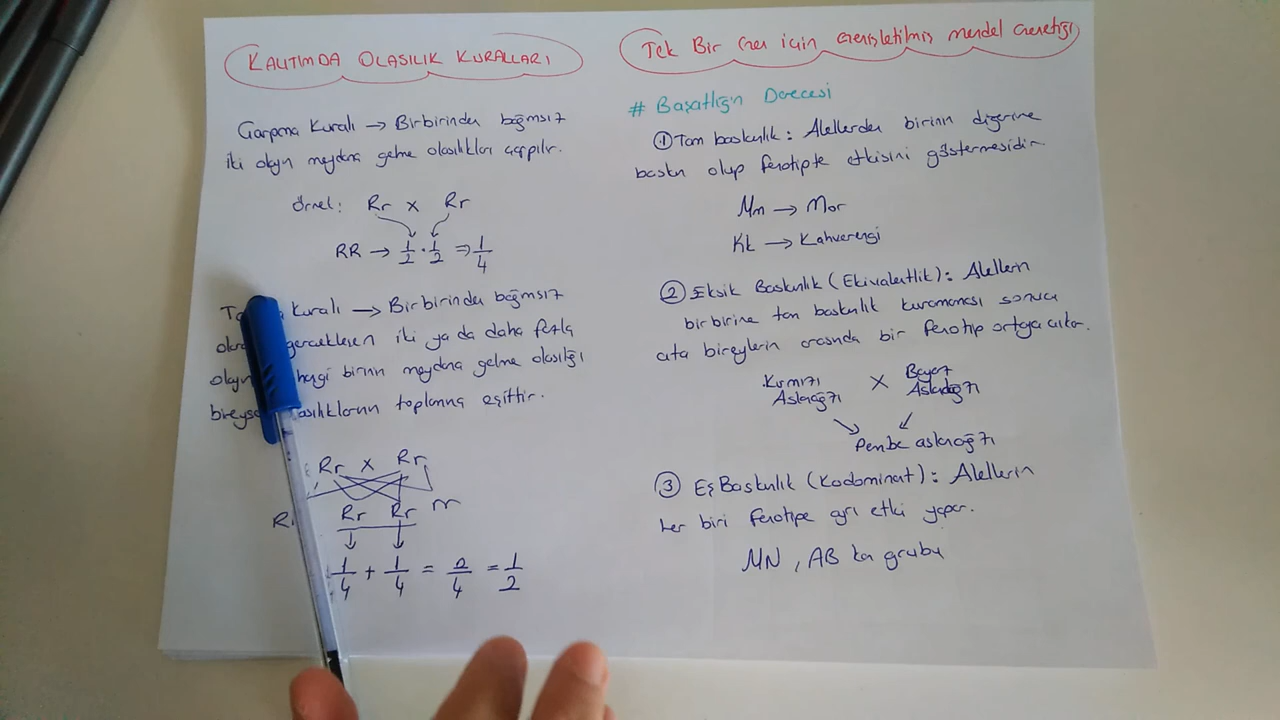 KALITIMDA OLASILIK KURALLARI
Çarpma Kuralı → Birbirinden bağımsız
iki olayın meydana gelme olasılıkları çarpılır.
Örnek: Rr x Rr
RR → 1/2 · 1/2 ⇒ 1/4
Kuralı → Birbirinden bağımsız
gerçekleşen iki ya da daha fazla
birinin meydana gelme olasılığı
toplamına eşittir.
Rr x Rr
Rr Rr rr
1/4 + 1/4 = 2/4 = 1/2
Tek Bir Gen için Genişletilmiş mendel Genetiği
# Başatlığın Derecesi
① Tam baskınlık: Alellerden birinin diğerine
baskın olup fenotipte etkisini göstermesidir.
Mm → Mor
Kk → Kahverengi
② Eksik Baskınlık (Ekivalentlik): Alellerin
birbirine tam baskınlık kuramaması sonucu
ata bireylerin arasında bir fenotip ortaya çıkar.
Kırmızı Aslanağzı X Beyaz Aslanağzı
Pembe aslanağzı
③ Eş Baskınlık (Kodominant): Alellerin
her biri fenotipe ayrı etki yapar.
MN, AB kan grubu